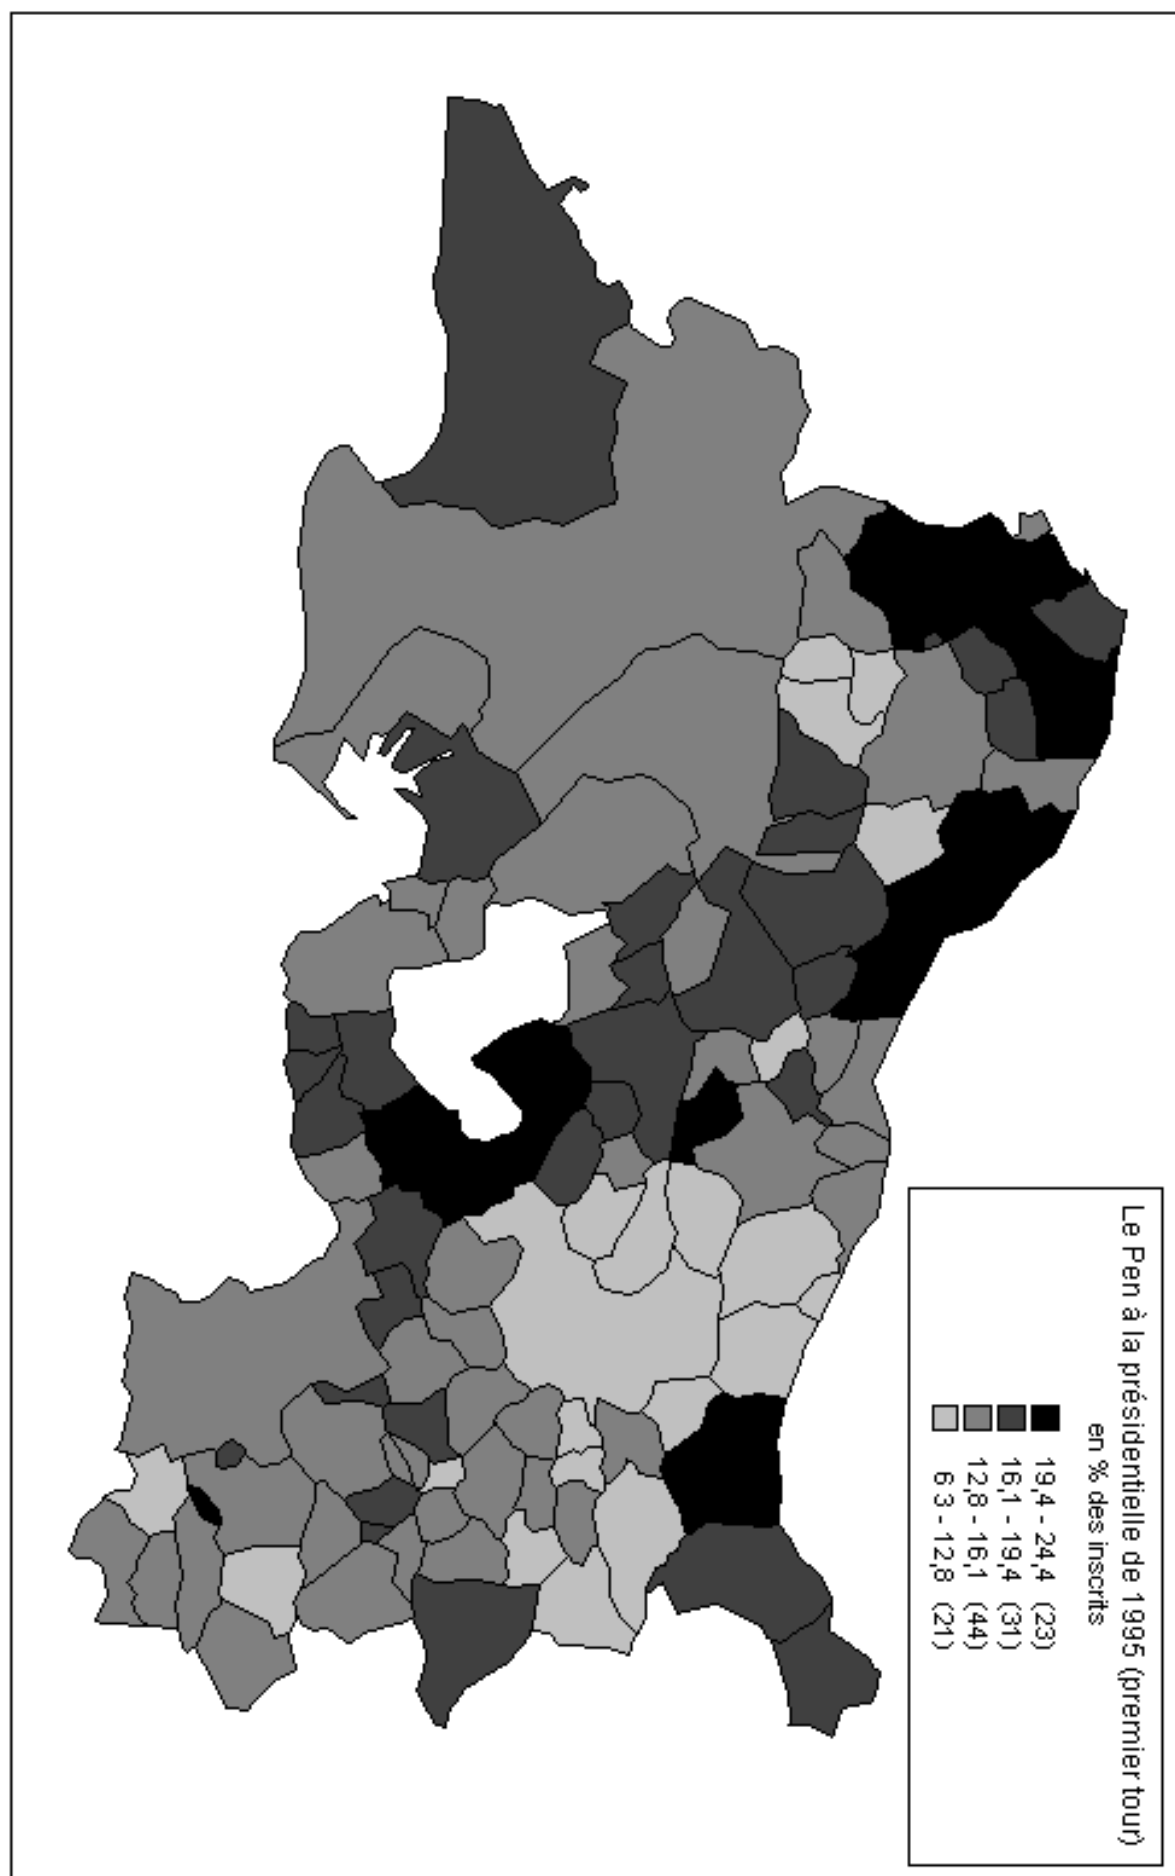 Le Pen à la présidentielle de 1995 (premier tour)
en % des inscrits
19,4 - 24,4 (23)
16,1 - 19,4 (31)
12,8 - 16,1 (44)
6,3 - 12,8 (21)